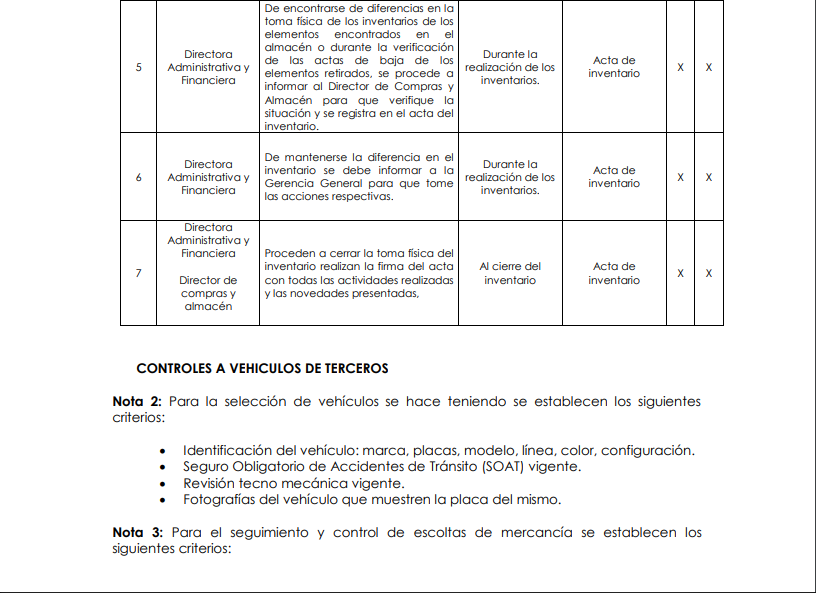 5
Directora
Administrativa y
Financiera
De encontrarse de diferencias en la
toma física de los inventarios de los
elementos encontrados en el
almacén o durante la verificación
de las actas de baja de los
elementos retirados, se procede a
informar al Director de Compras y
Almacén para que verifique la
situación y se registra en el acta del
inventario.
Durante la
realización de los
inventarios.
Acta de
inventario
X
X
6
Directora
Administrativa y
Financiera
De mantenerse la diferencia en el
inventario se debe informar a la
Gerencia General para que tome
las acciones respectivas.
Durante la
realización de los
inventarios.
Acta de
inventario
X
X
7
Directora
Administrativa y
Financiera
Director de
compras y
almacén
Proceden a cerrar la toma física del
inventario realizan la firma del acta
con todas las actividades realizadas
y las novedades presentadas,
Al cierre del
inventario
Acta de
inventario
X
X
CONTROLES A VEHICULOS DE TERCEROS
Nota 2: Para la selección de vehículos se hace teniendo se establecen los siguientes
criterios:
• Identificación del vehículo: marca, placas, modelo, línea, color, configuración.
• Seguro Obligatorio de Accidentes de Tránsito (SOAT) vigente.
• Revisión tecno mecánica vigente.
• Fotografías del vehículo que muestren la placa del mismo.
Nota 3: Para el seguimiento y control de escoltas de mercancía se establecen los
siguientes criterios: